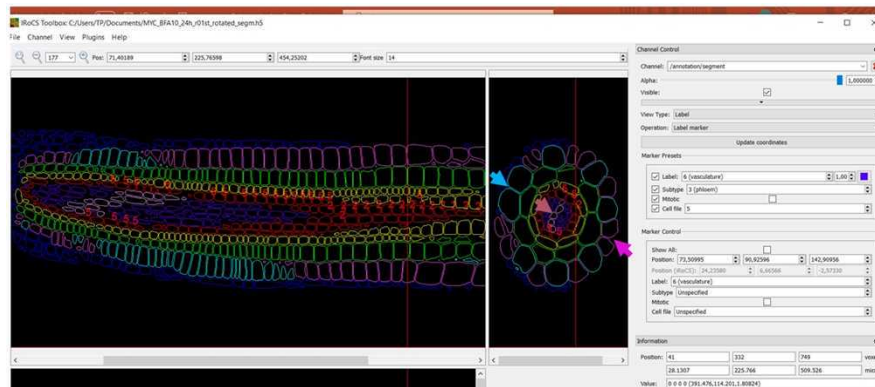 IRoCS Toolbox: C:/Users/TP/Documents/MYC_BFA10_24h_r01st_rotated_segm.h5
File Channel View Plugins Help
177 Pos: 71,40189 225,76598 454,25202 Font size 14
Channel Control
Channel: /annotation/segment
Alpha: 1,000000
Visible:
View Type: Label
Operation: Label marker
Update coordinates
Marker Presets
Label: 6 (vasculature) 1,00
Subtype 3 (phloem)
Mitotic
Cell file 5
Marker Control
Show All:
Position: 73,50995 90,92596 142,90956
Position (IRoCS): 24,23580 6,66566
Label: 6 (vasculature)
Subtype Unspecified
Mitotic
Cell file Unspecified
Information
Position: 41 332 749
28.1307 225.766 509.526
Value: 0 0 0 0 (391.476,114.201,1.80824)